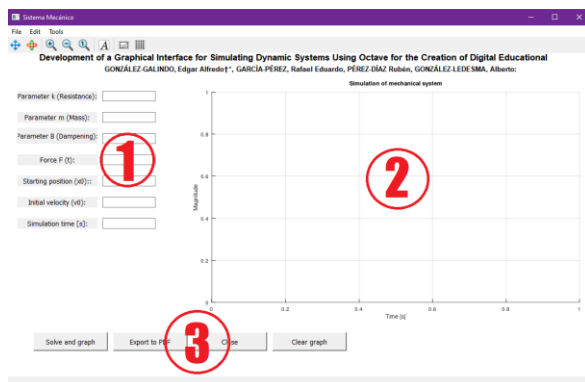 Sistema Mecánico
File Edit Tools
A
Development of a Graphical Interface for Simulating Dynamic Systems Using Octave for the Creation of Digital Educational
GONZÁLEZ-GALINDO, Edgar Alfredo†*, GARCÍA-PÉREZ, Rafael Eduardo, PÉREZ-DÍAZ Rubén, GONZÁLEZ-LEDESMA, Alberto:
Simulation of mechanical system
Parameter k (Resistance):
Parameter m (Mass):
Parameter B (Dampening):
Force F (t):
Starting position (x0)::
Initial velocity (v0):
Simulation time [s]:
1
2
Magnitude
1
0.8
0.6
0.4
0.2
0
0 0.2 0.4 0.6 0.8 1
Time [s]
3
Solve and graph Export to PDF Close Clear graph